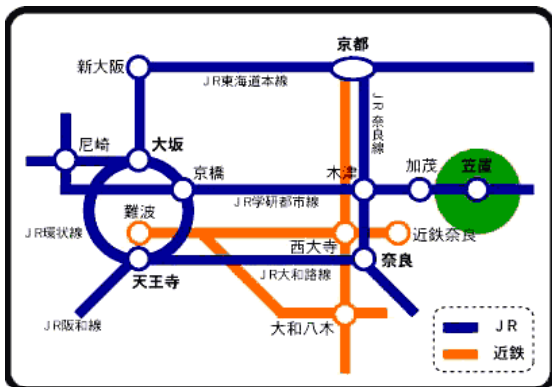 京都
新大阪
JR東海道本線
JR奈良線
尼崎
大坂
京橋
木津
加茂
笠置
JR学研都市線
難波
JR環状線
西大寺
近鉄奈良
天王寺
JR大和路線
奈良
JR阪和線
大和八木
JR
近鉄